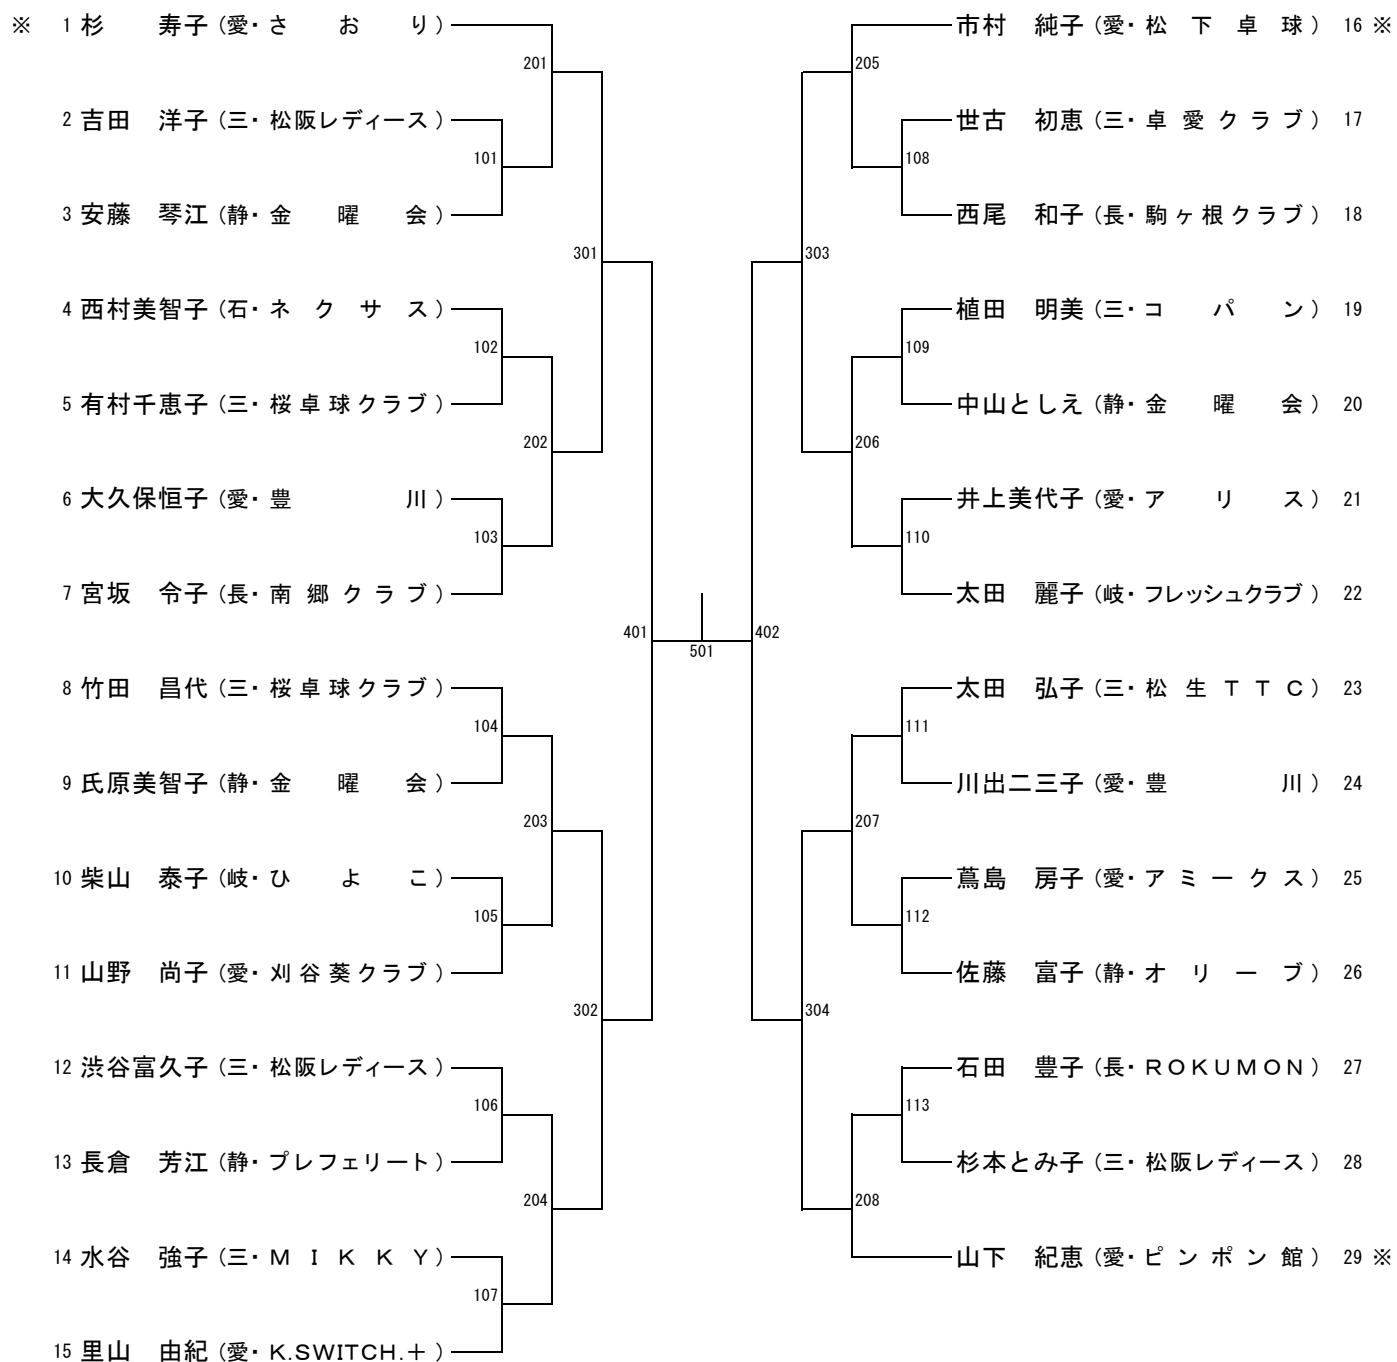 ※ 1 杉　寿子 (愛・さおり)
201
2 吉田　洋子 (三・松阪レディース)
101
3 安藤　琴江 (静・金曜会)
301
4 西村美智子 (石・ネクサス)
102
5 有村千恵子 (三・桜卓球クラブ)
202
6 大久保恒子 (愛・豊川)
103
7 宮坂　令子 (長・南郷クラブ)
401
8 竹田　昌代 (三・桜卓球クラブ)
104
9 氏原美智子 (静・金曜会)
203
10 柴山　泰子 (岐・ひよこ)
105
11 山野　尚子 (愛・刈谷葵クラブ)
302
12 渋谷富久子 (三・松阪レディース)
106
13 長倉　芳江 (静・プレフェリート)
204
14 水谷　強子 (三・ＭＩＫＫＹ)
107
15 里山　由紀 (愛・K.SWITCH.＋)
501
市村　純子 (愛・松下卓球) 16 ※
205
世古　初恵 (三・卓愛クラブ) 17
108
西尾　和子 (長・駒ヶ根クラブ) 18
303
植田　明美 (三・コパン) 19
109
中山としえ (静・金曜会) 20
206
井上美代子 (愛・アリス) 21
110
太田　麗子 (岐・フレッシュクラブ) 22
402
太田　弘子 (三・松生ＴＴＣ) 23
111
川出二三子 (愛・豊川) 24
207
蔦島　房子 (愛・アミークス) 25
112
佐藤　富子 (静・オリーブ) 26
304
石田　豊子 (長・ＲＯＫＵＭＯＮ) 27
113
杉本とみ子 (三・松阪レディース) 28
208
山下　紀恵 (愛・ピンポン館) 29 ※